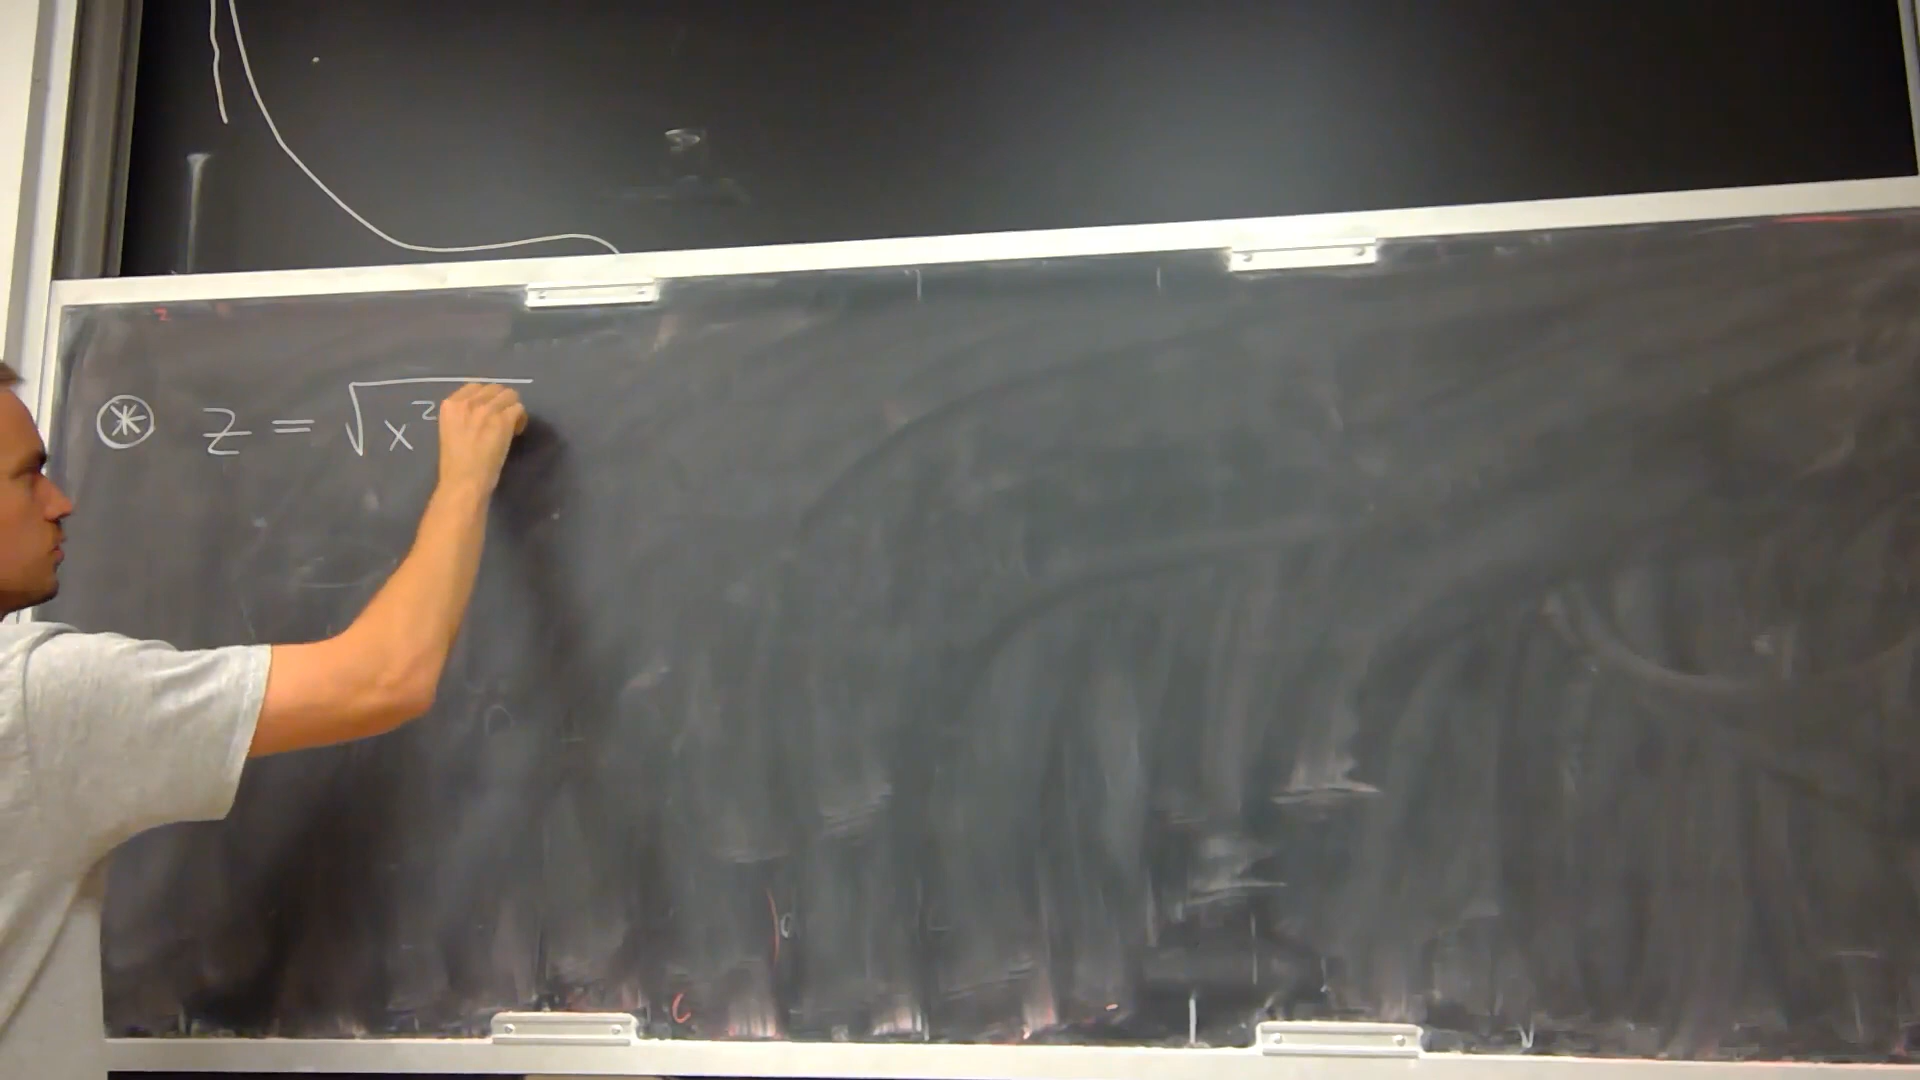 ⊛ z = √x²